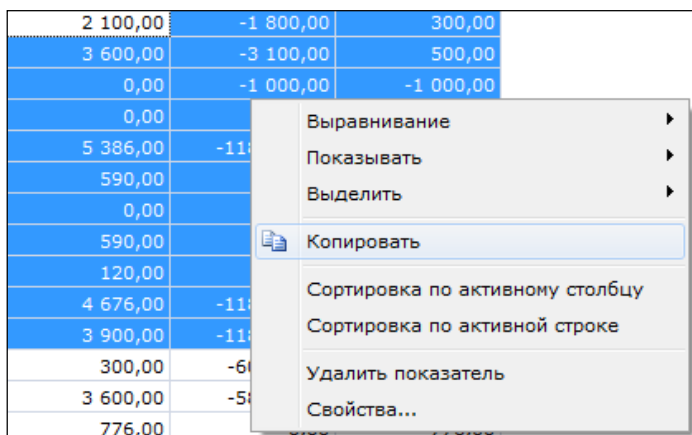 2 100,00 -1 800,00 300,00
3 600,00 -3 100,00 500,00
0,00 -1 000,00 -1 000,00
0,00
Выравнивание
5 386,00
Показывать
590,00
Выделить
0,00
590,00 Копировать
120,00
Сортировка по активному столбцу
4 676,00
Сортировка по активной строке
3 900,00
300,00
Удалить показатель
3 600,00
Свойства...
776,00